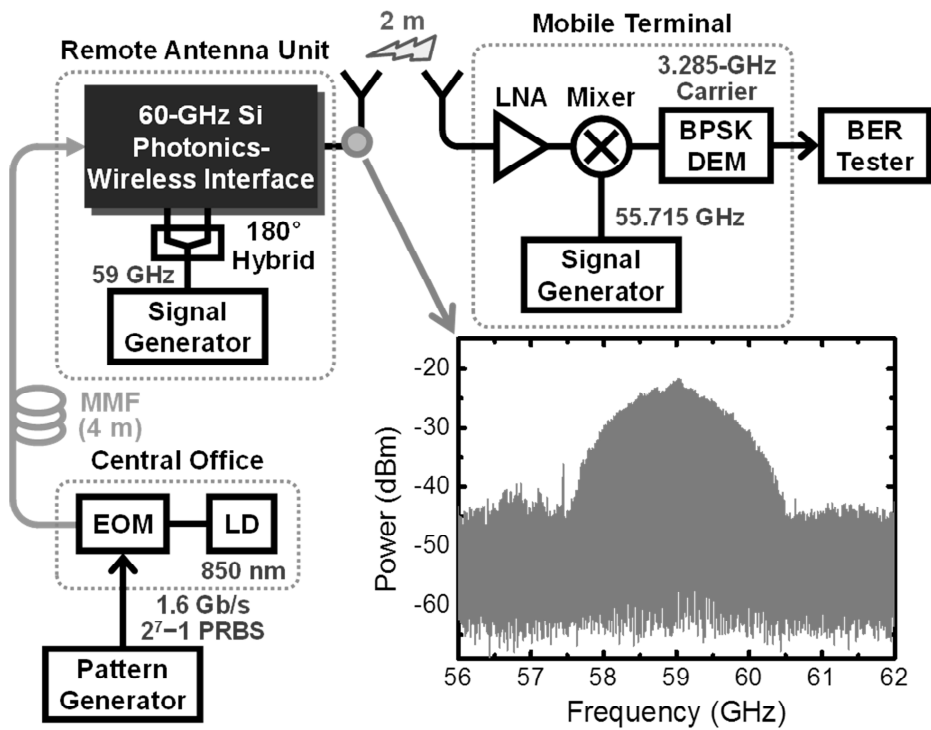 2 m
Remote Antenna Unit
60-GHz Si
Photonics-
Wireless Interface
180°
Hybrid
59 GHz
Signal
Generator
Mobile Terminal
LNA
Mixer
3.285-GHz
Carrier
BPSK
DEM
BER
Tester
55.715 GHz
Signal
Generator
MMF
(4 m)
Central Office
EOM
LD
850 nm
1.6 Gb/s
2⁷−1 PRBS
Pattern
Generator
Power (dBm)
-20
-30
-40
-50
-60
56 57 58 59 60 61 62
Frequency (GHz)